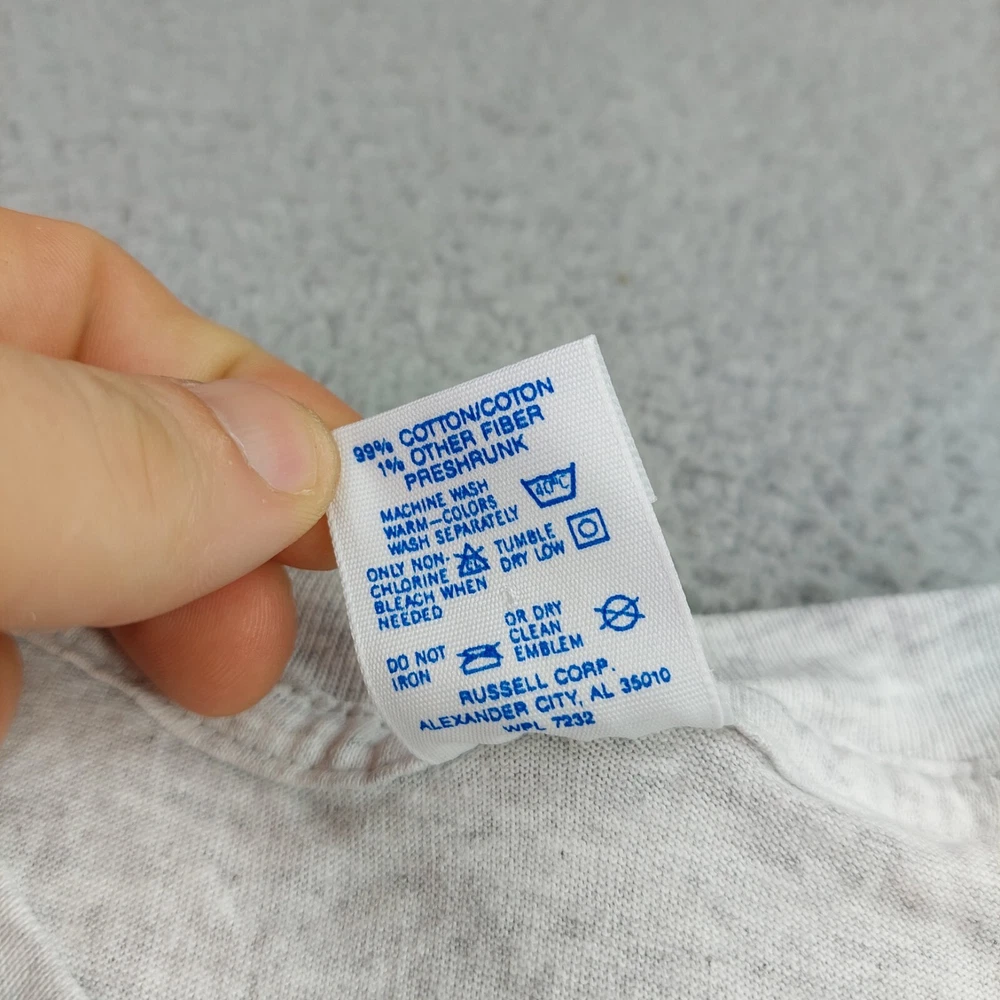 99% COTTON/COTON
1% OTHER FIBER
PRESHRUNK
MACHINE WASH
WARM-COLORS
WASH SEPARATELY
40°C
ONLY NON-
CHLORINE
BLEACH WHEN
NEEDED
TUMBLE
DRY LOW
DO NOT
IRON
OR DRY
CLEAN
EMBLEM
RUSSELL CORP.
ALEXANDER CITY, AL 35010
WPL 7232